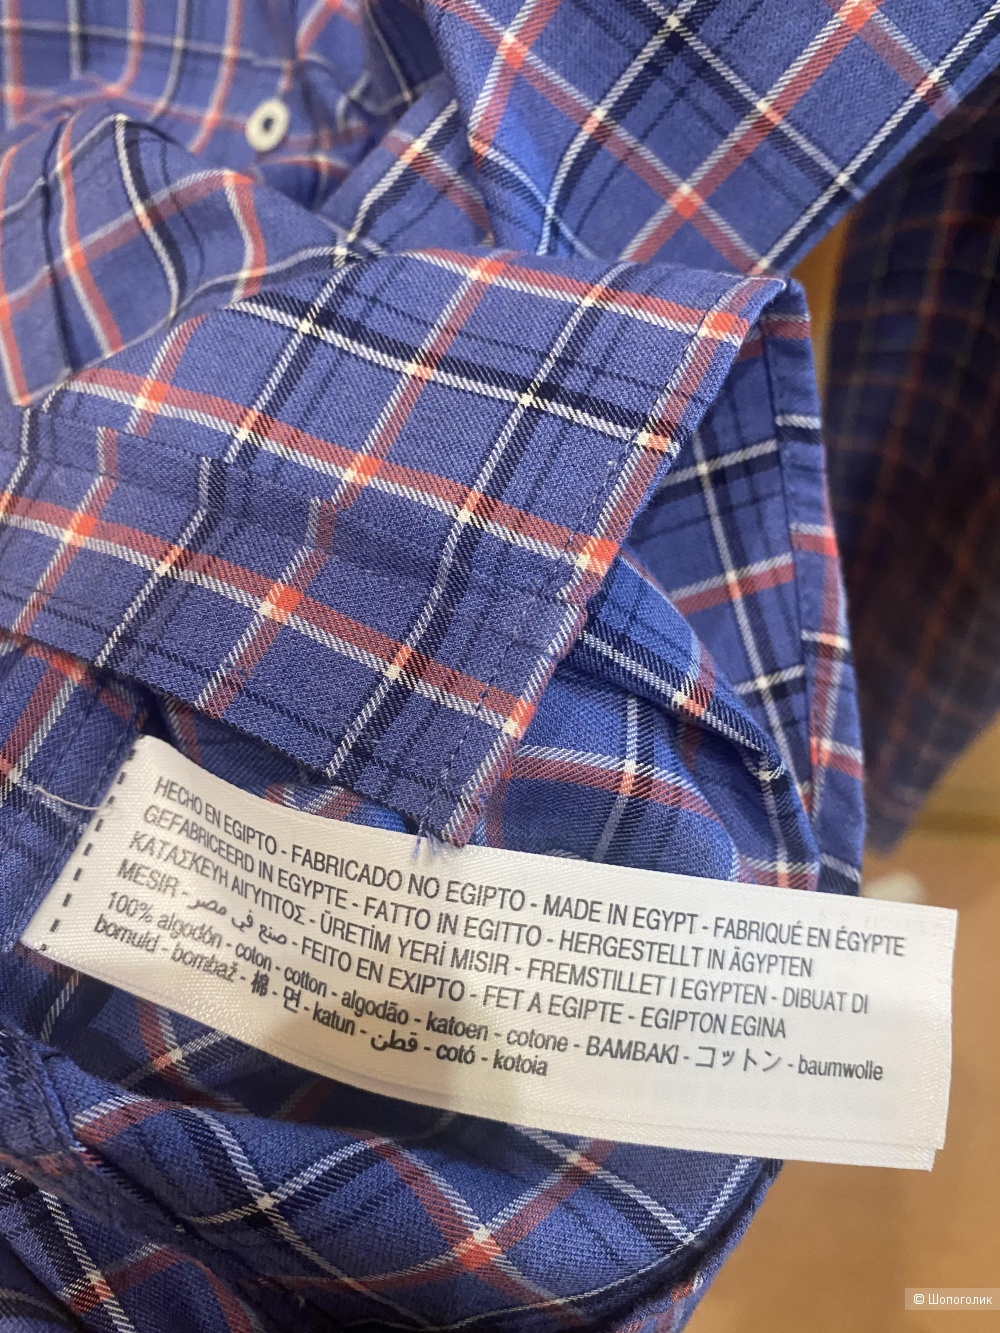 HECHO EN EGIPTO - FABRICADO NO EGIPTO - MADE IN EGYPT - FABRIQUÉ EN ÉGYPTE
GEFABRICEERD IN EGYPTE - FATTO IN EGITTO - HERGESTELLT IN ÄGYPTEN
ΚΑΤΑΣΚΕΥΗ ΑΙΓΥΠΤΟΣ - ÜRETİM YERİ MISIR - FREMSTILLET I EGYPTEN - DIBUAT DI
MESIR - صنع في مصر - FEITO EN EXIPTO - FET A EGIPTE - EGIPTON EGINA
100% algodón - coton - cotton - algodão - katoen - cotone - BAMBAKI - コットン - baumwolle
bomuld - bombaž - 棉 - 면 - katun - قطن - cotó - kotoia
© Шопоголик